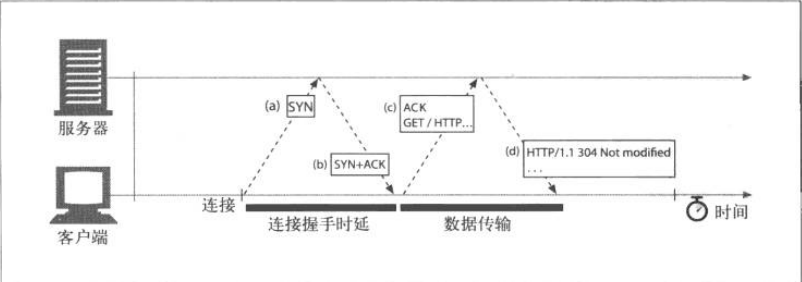 服务器
(a) SYN
(b) SYN+ACK
(c) ACK
GET / HTTP...
(d) HTTP/1.1 304 Not modified
...
连接
连接握手时延
数据传输
时间
客户端